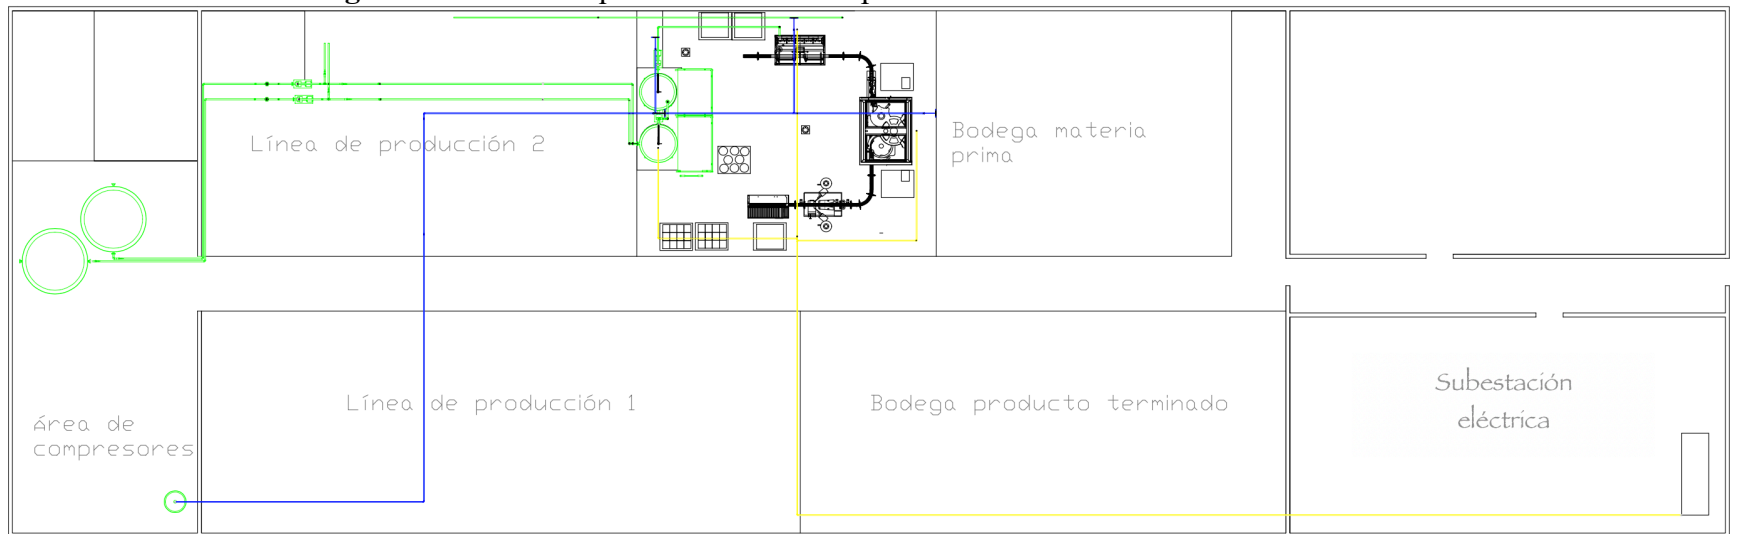 Línea de producción 2
Bodega materia
prima
Línea de producción 1
Bodega producto terminado
Subestación
eléctrica
Área de
compresores